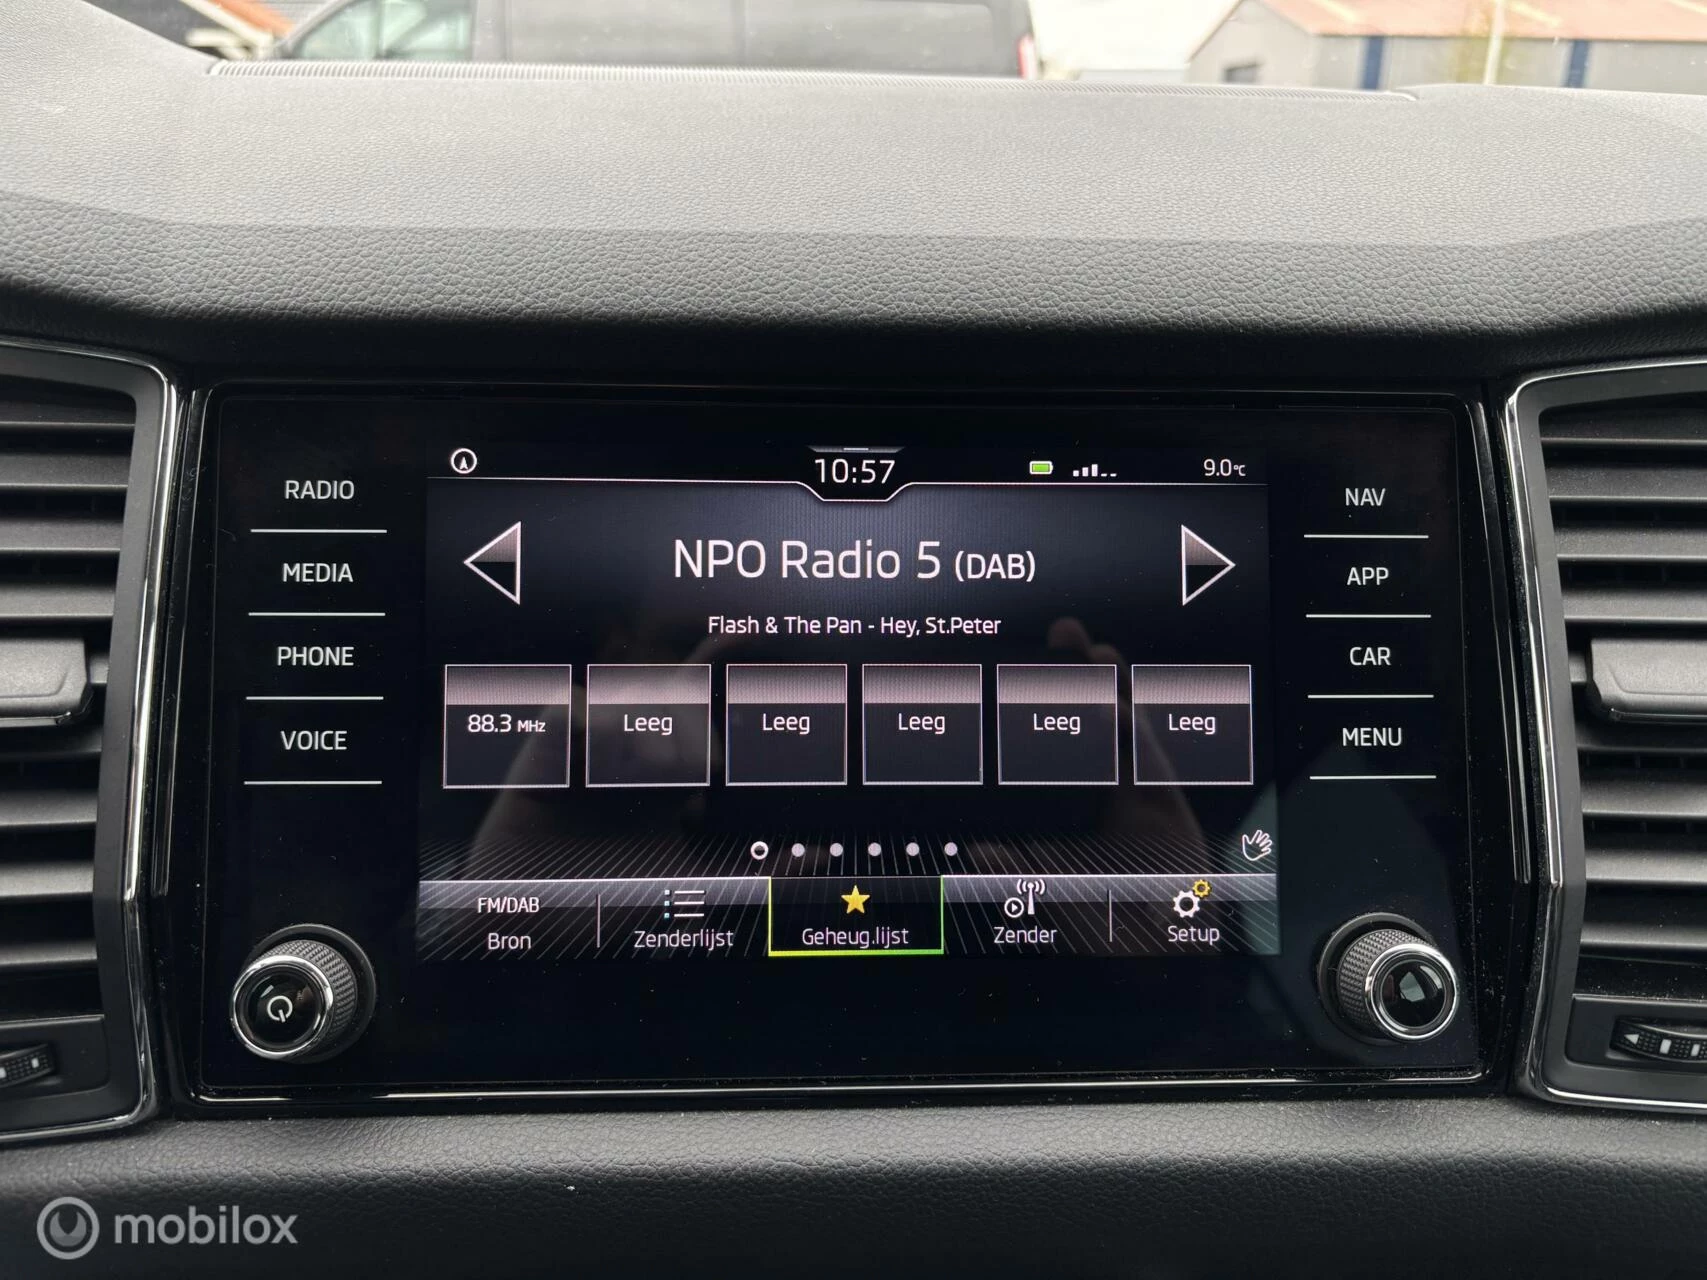 10:57
9.0°C
RADIO
MEDIA
PHONE
VOICE
NPO Radio 5 (DAB)
Flash & The Pan - Hey, St.Peter
88.3 MHz
Leeg
Leeg
Leeg
Leeg
Leeg
FM/DAB
Bron
Zenderlijst
Geheug.lijst
Zender
Setup
NAV
APP
CAR
MENU
mobilox